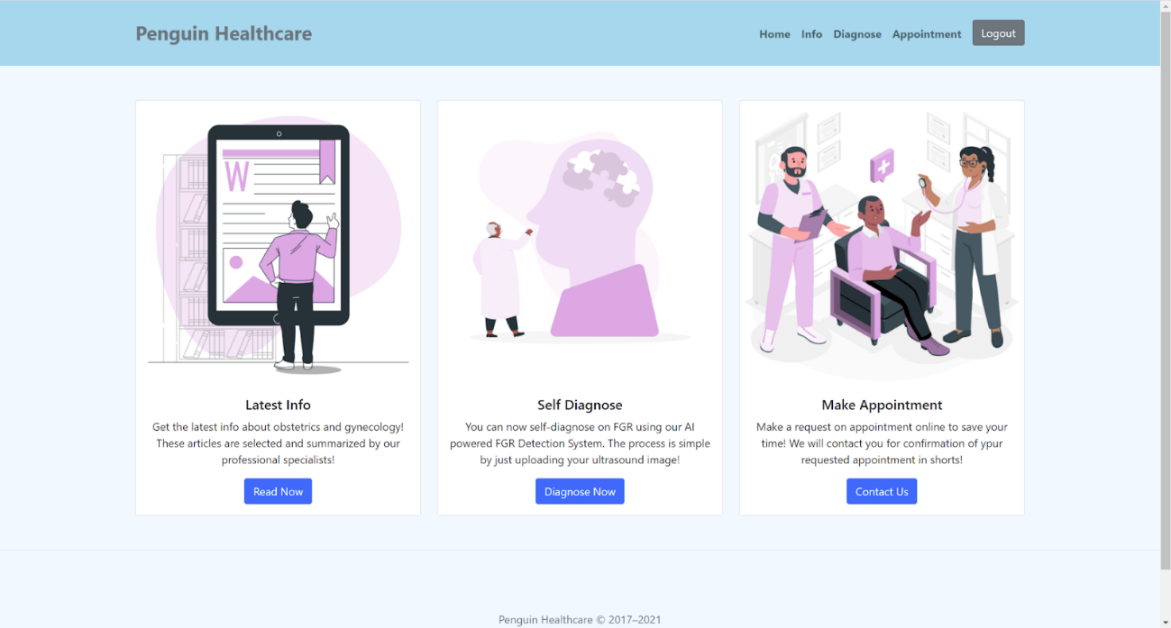 Penguin Healthcare
Home Info Diagnose Appointment Logout
W
Latest Info
Get the latest info about obstetrics and gynecology!
These articles are selected and summarized by our
professional specialists!
Read Now
Self Diagnose
You can now self-diagnose on FGR using our AI
powered FGR Detection System. The process is simple
by just uploading your ultrasound image!
Diagnose Now
Make Appointment
Make a request on appointment online to save your
time! We will contact you for confirmation of ypur
requested appointment in shorts!
Contact Us
Penguin Healthcare © 2017–2021